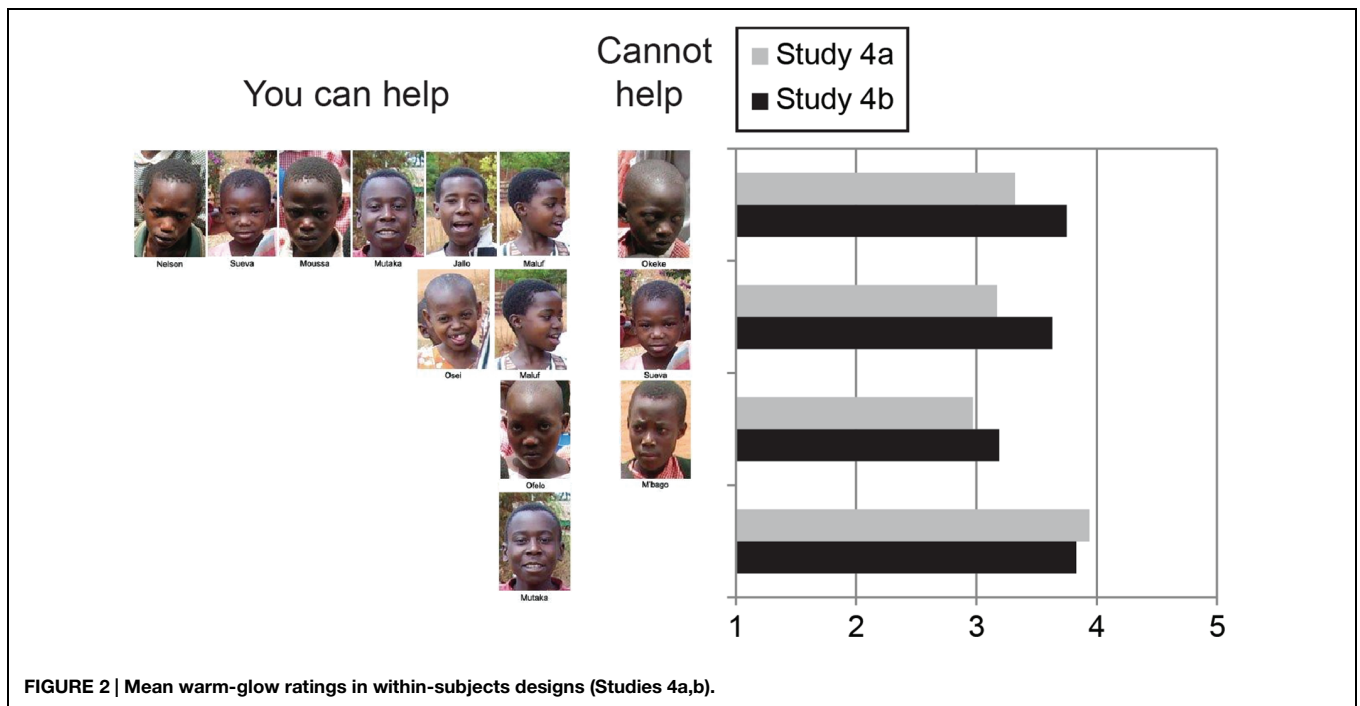 You can help
Cannot
help
Study 4a
Study 4b
Nelson Sueva Moussa Mutaka Jallo Maluf Okeke
Osei Maluf Sueva
Ofelo M'bago
Mutaka
1 2 3 4 5
FIGURE 2 | Mean warm-glow ratings in within-subjects designs (Studies 4a,b).